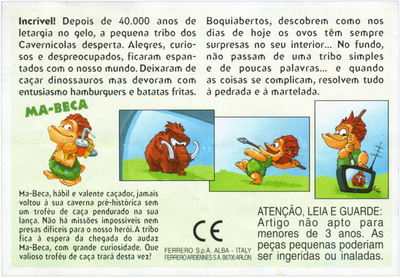 Incrivel! Depois de 40.000 anos de
letargia no gelo, a pequena tribo dos
Cavernicolas desperta. Alegres, curio-
sos e despreocupados, ficaram espan-
tados com o nosso mundo. Deixaram de
caçar dinossauros mas devoram com
entusiasmo hamburguers e batatas fritas.
Boquiabertos, descobrem como nos
dias de hoje os ovos têm sempre
surpresas no seu interior... No fundo,
não passam de uma tribo simples
e de poucas palavras... e quando
as coisas se complicam, resolvem tudo
à pedrada e à martelada.
MA-BECA
Ma-Beca, hábil e valente caçador, jamais
voltou à sua caverna pré-histórica sem
um troféu de caça pendurado na sua
lança. Não há missões impossíveis nem
presas difíceis para o nosso herói. A tribo
fica à espera da chegada do audaz
Ma-Beca, com grande curiosidade. Que
valioso troféu de caça trará desta vez?
CE
FERRERO S.p.A. ALBA - ITALY
FERRERO ARDENNES S.A. B6700 ARLON
ATENÇÃO, LEIA E GUARDE:
Artigo não apto para
menores de 3 anos. As
peças pequenas poderiam
ser ingeridas ou inaladas.